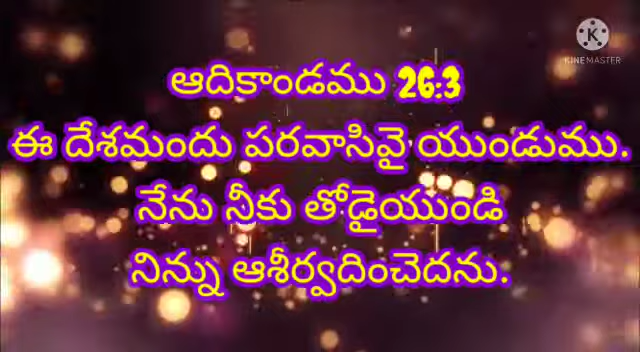 K
KINEMASTER
ఆదికాండము 26:3
ఈ దేశమందు పరవాసివై యుండుము.
నేను నీకు తోడైయుండి
నిన్ను ఆశీర్వదించెదను.